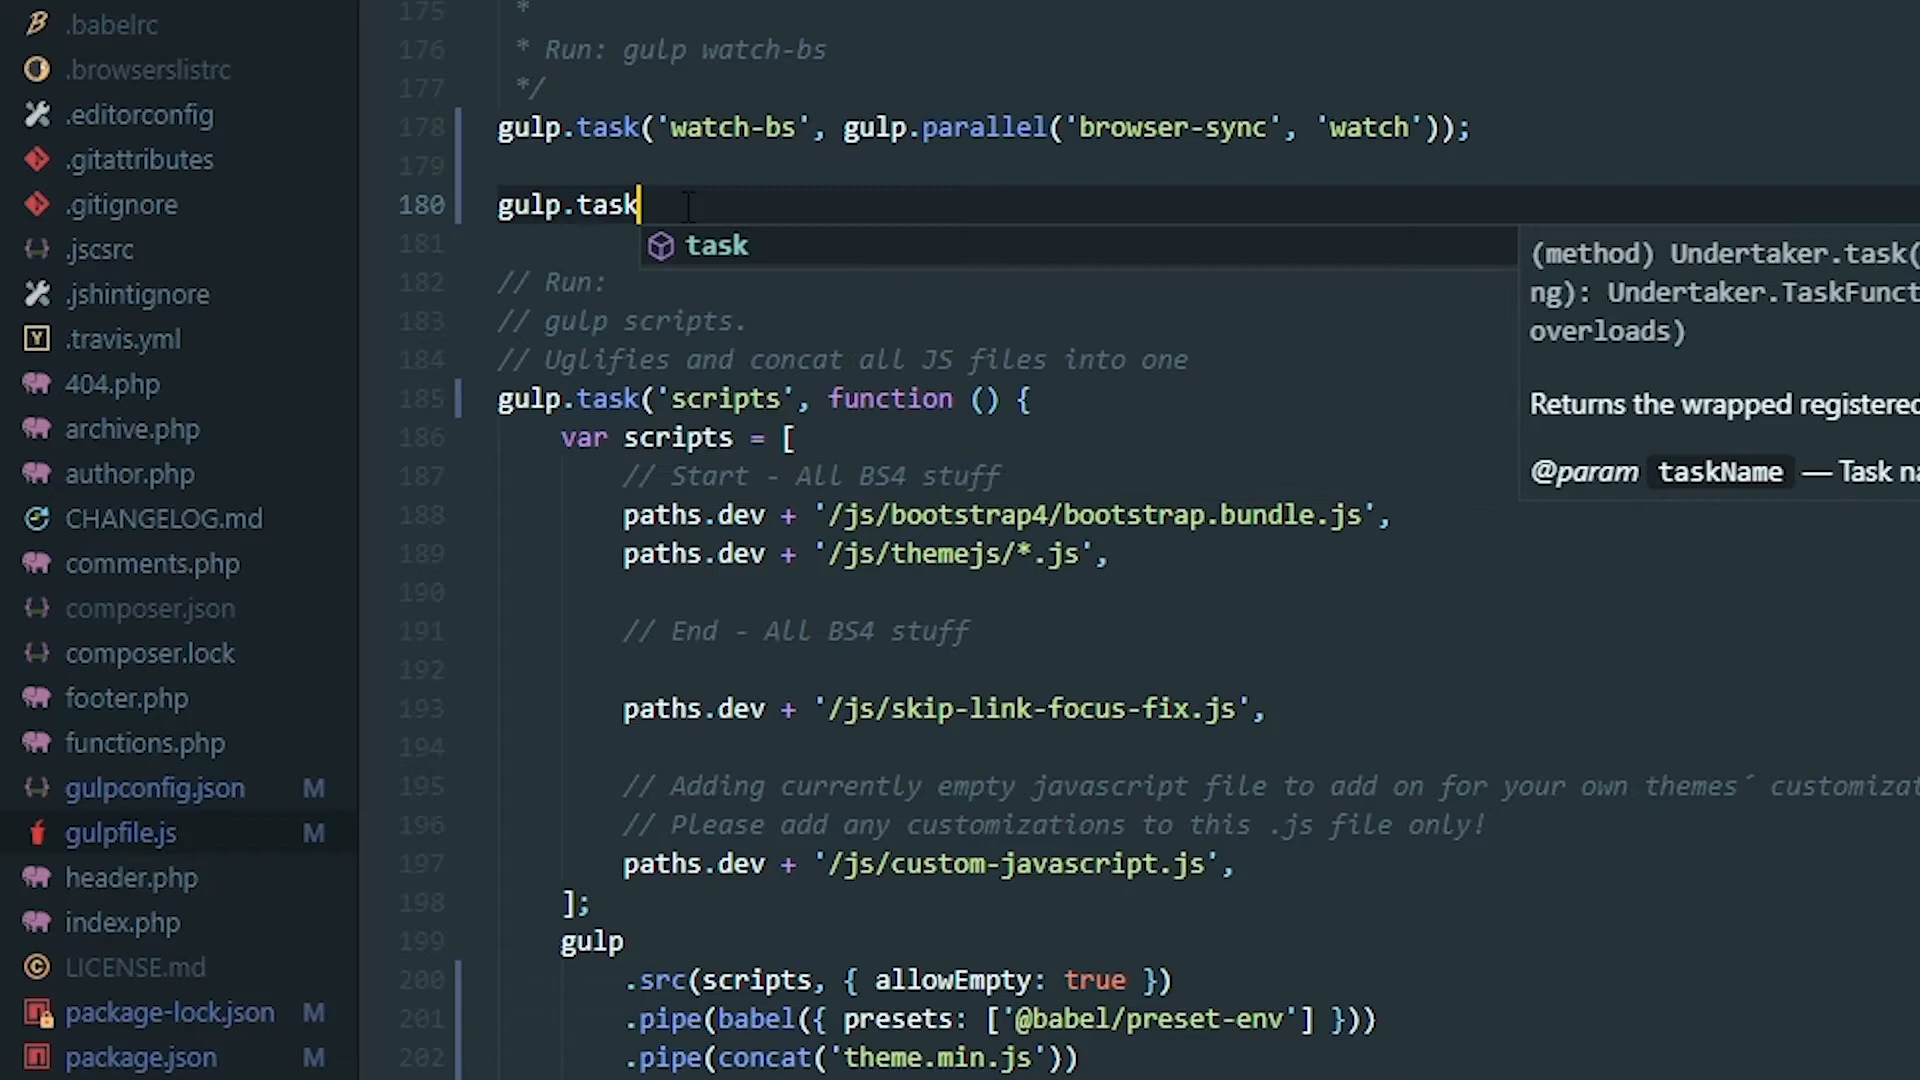 .babelrc
.browserslistrc
.editorconfig
.gitattributes
.gitignore
.jscsrc
.jshintignore
.travis.yml
404.php
archive.php
author.php
CHANGELOG.md
comments.php
composer.json
composer.lock
footer.php
functions.php
gulpconfig.json M
gulpfile.js M
header.php
index.php
LICENSE.md
package-lock.json M
package.json M
175 *
176 * Run: gulp watch-bs
177 */
178 gulp.task('watch-bs', gulp.parallel('browser-sync', 'watch'));
179
180 gulp.task
task
181
182 // Run:
183 // gulp scripts.
184 // Uglifies and concat all JS files into one
185 gulp.task('scripts', function () {
186 var scripts = [
187 // Start - All BS4 stuff
188 paths.dev + '/js/bootstrap4/bootstrap.bundle.js',
189 paths.dev + '/js/themejs/*.js',
190
191 // End - All BS4 stuff
192
193 paths.dev + '/js/skip-link-focus-fix.js',
194
195 // Adding currently empty javascript file to add on for your own themes´ customizat
196 // Please add any customizations to this .js file only!
197 paths.dev + '/js/custom-javascript.js',
198 ];
199 gulp
200 .src(scripts, { allowEmpty: true })
201 .pipe(babel({ presets: ['@babel/preset-env'] }))
202 .pipe(concat('theme.min.js'))
(method) Undertaker.task(
ng): Undertaker.TaskFunct
overloads)
Returns the wrapped registered
@param taskName — Task na